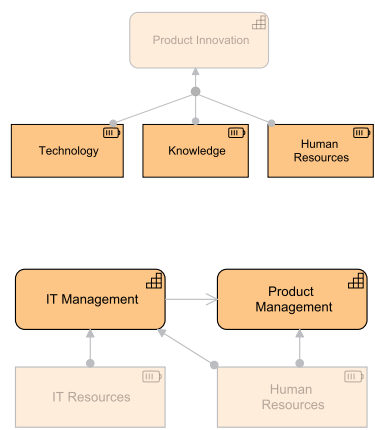 Product Innovation
Technology
Knowledge
Human
Resources
IT Management
Product
Management
IT Resources
Human
Resources